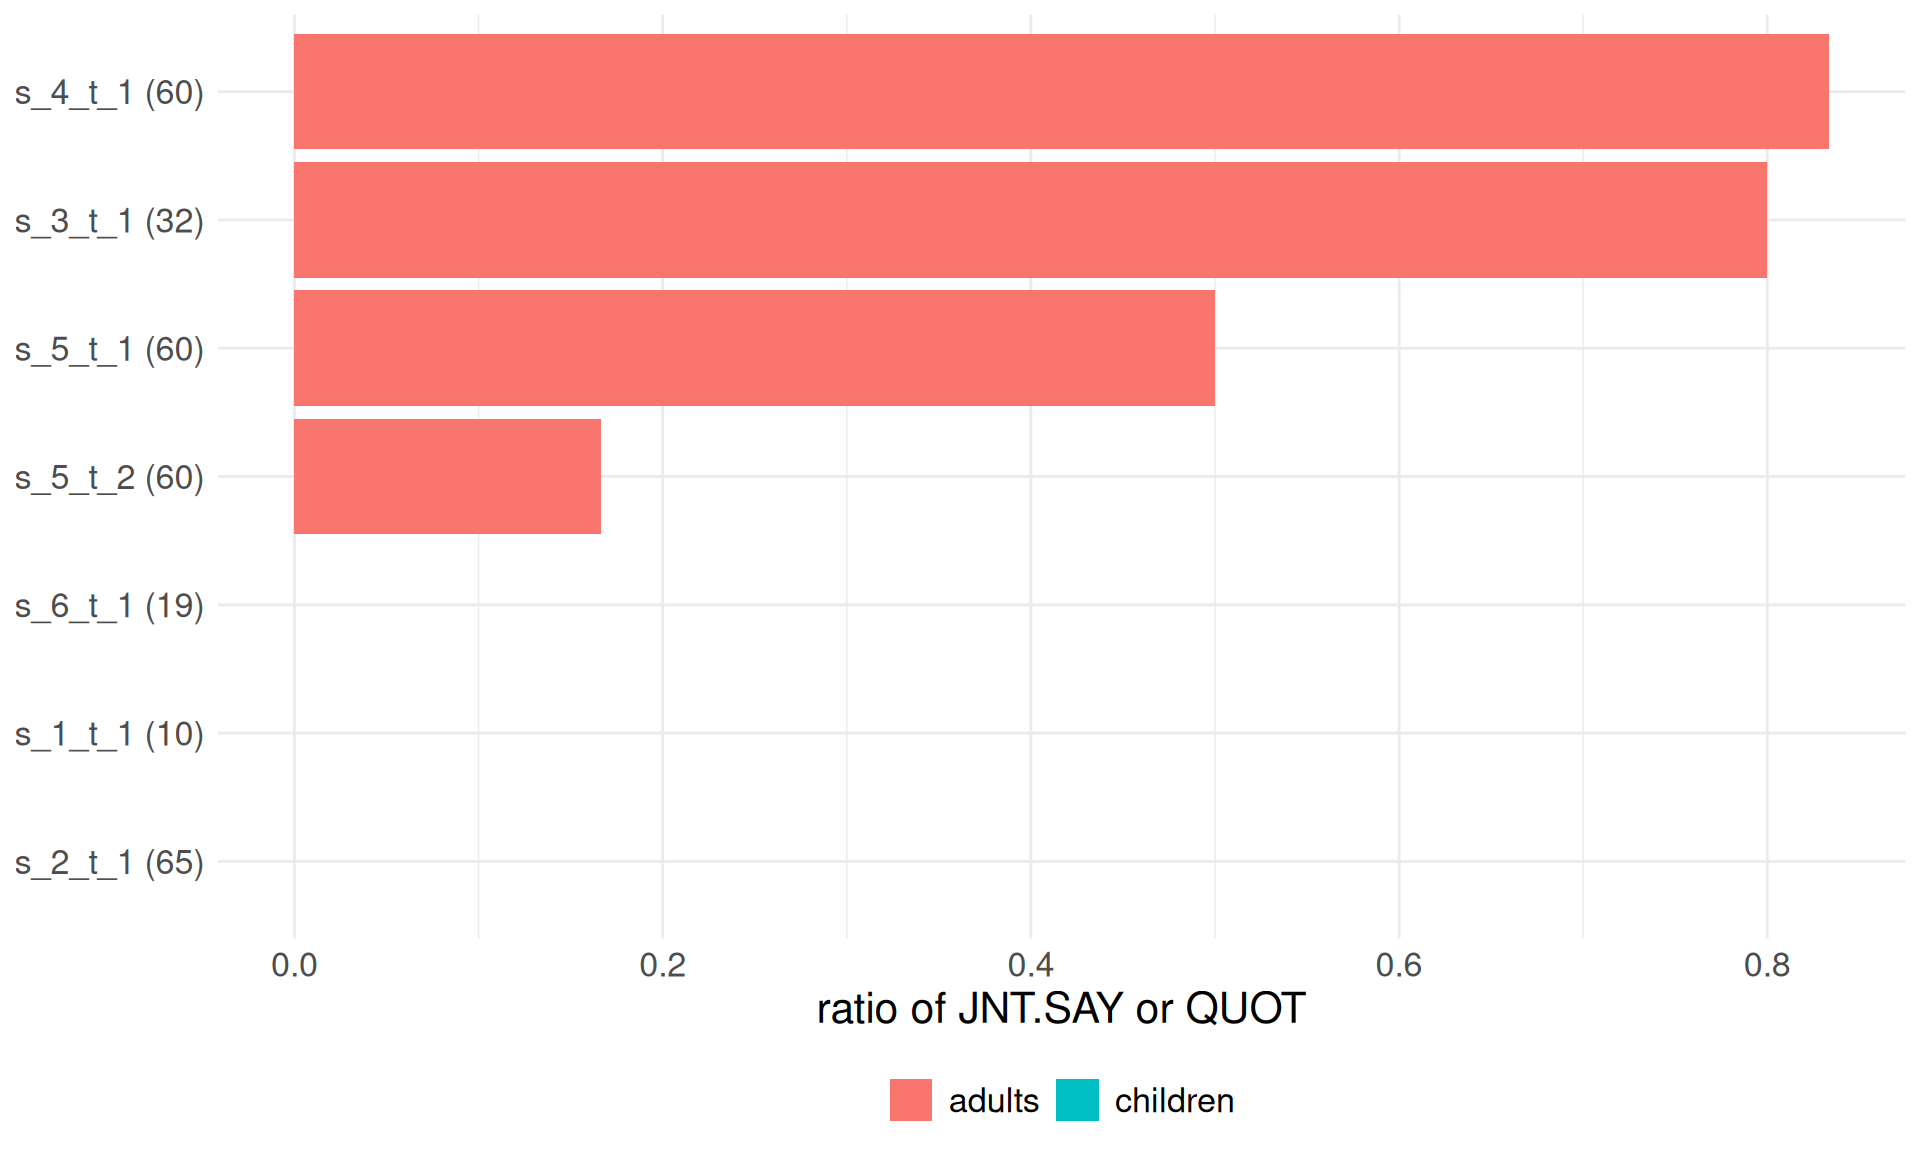 s_4_t_1 (60)
s_3_t_1 (32)
s_5_t_1 (60)
s_5_t_2 (60)
s_6_t_1 (19)
s_1_t_1 (10)
s_2_t_1 (65)
0.0 0.2 0.4 0.6 0.8
ratio of JNT.SAY or QUOT
adults children